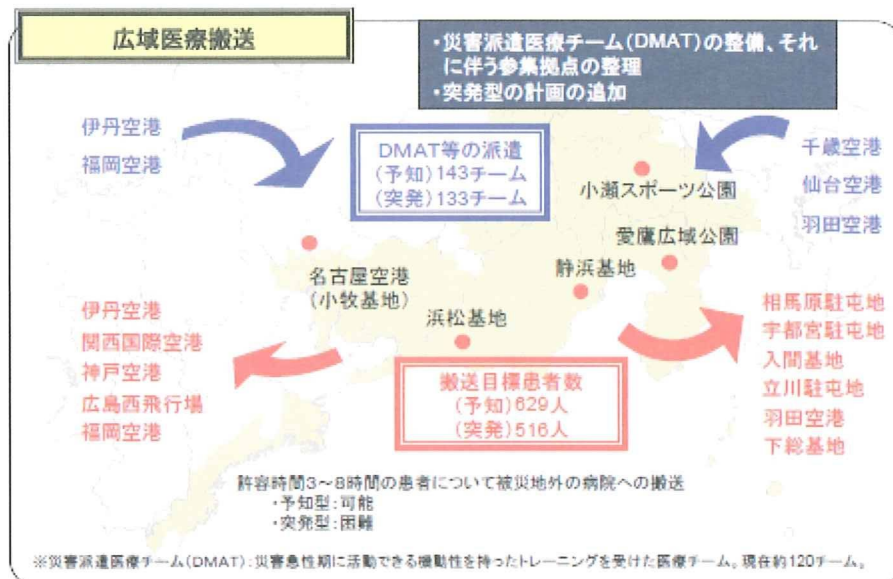 広域医療搬送
・災害派遣医療チーム(DMAT)の整備、それ
に伴う参集拠点の整理
・突発型の計画の追加
伊丹空港
福岡空港
DMAT等の派遣
(予知)143チーム
(突発)133チーム
千歳空港
仙台空港
羽田空港
小瀬スポーツ公園
愛鷹広域公園
静浜基地
名古屋空港
(小牧基地)
浜松基地
伊丹空港
関西国際空港
神戸空港
広島西飛行場
福岡空港
相馬原駐屯地
宇都宮駐屯地
入間基地
立川駐屯地
羽田空港
下総基地
搬送目標患者数
(予知)629人
(突発)516人
許容時間3~8時間の患者について被災地外の病院への搬送
・予知型:可能
・突発型:困難
※災害派遣医療チーム(DMAT):災害急性期に活動できる機動性を持ったトレーニングを受けた医療チーム。現在約120チーム。